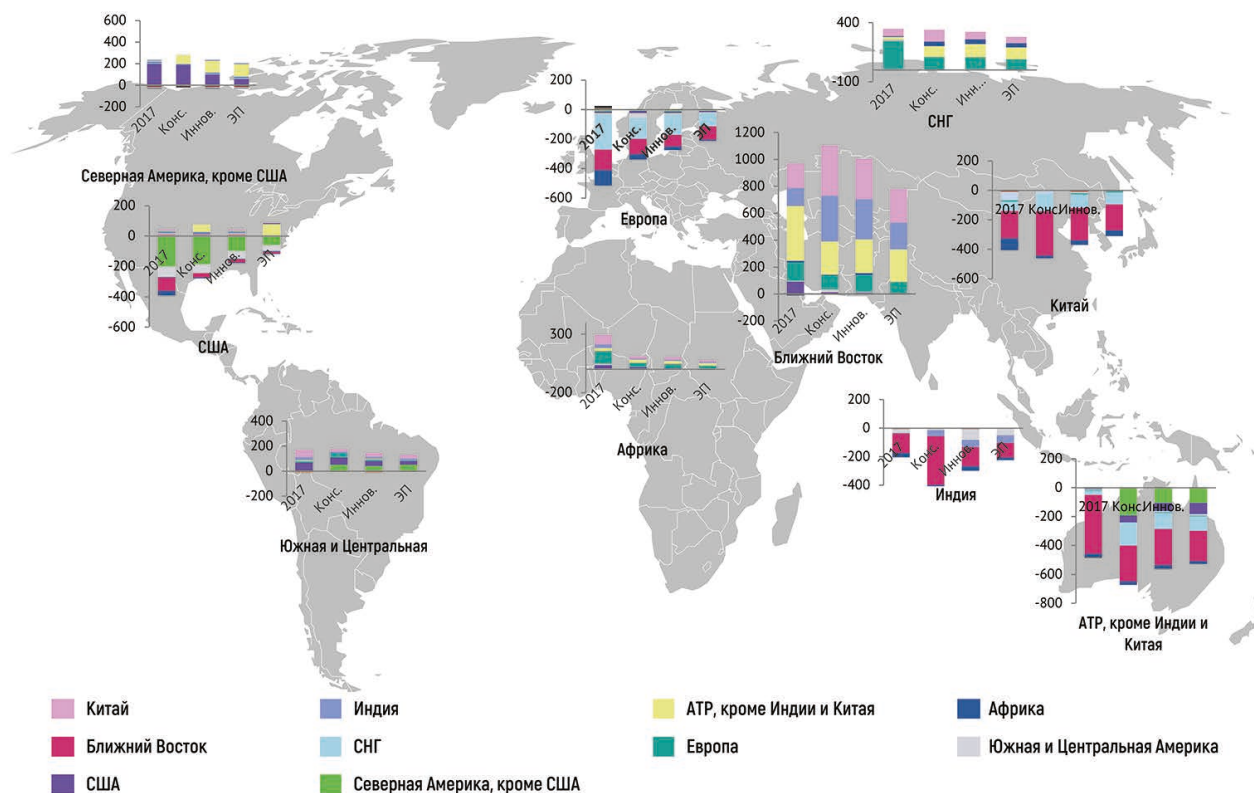 600
400
200
0
-200
2017
Конс.
Иннов.
ЭП
Северная Америка, кроме США
200
0
-200
-400
-600
2017
Конс.
Иннов.
ЭП
США
400
200
0
-200
2017
Конс.
Иннов.
ЭП
Южная и Центральная
200
0
-200
-400
-600
2017
Конс.
Иннов.
ЭП
Европа
300
-200
2017
Конс.
Иннов.
ЭП
Африка
400
-100
2017
Конс.
Инн...
ЭП
СНГ
1200
1000
800
600
400
200
0
-200
2017
Конс.
Иннов.
ЭП
Ближний Восток
200
0
-200
-400
-600
2017 Конс Иннов.
Китай
200
0
-200
-400
2017
Конс.
Иннов.
ЭП
Индия
200
0
-200
-400
-600
-800
2017 Конс Иннов.
АТР, кроме Индии и
Китая
Китай
Индия
АТР, кроме Индии и Китая
Африка
Ближний Восток
СНГ
Европа
Южная и Центральная Америка
США
Северная Америка, кроме США